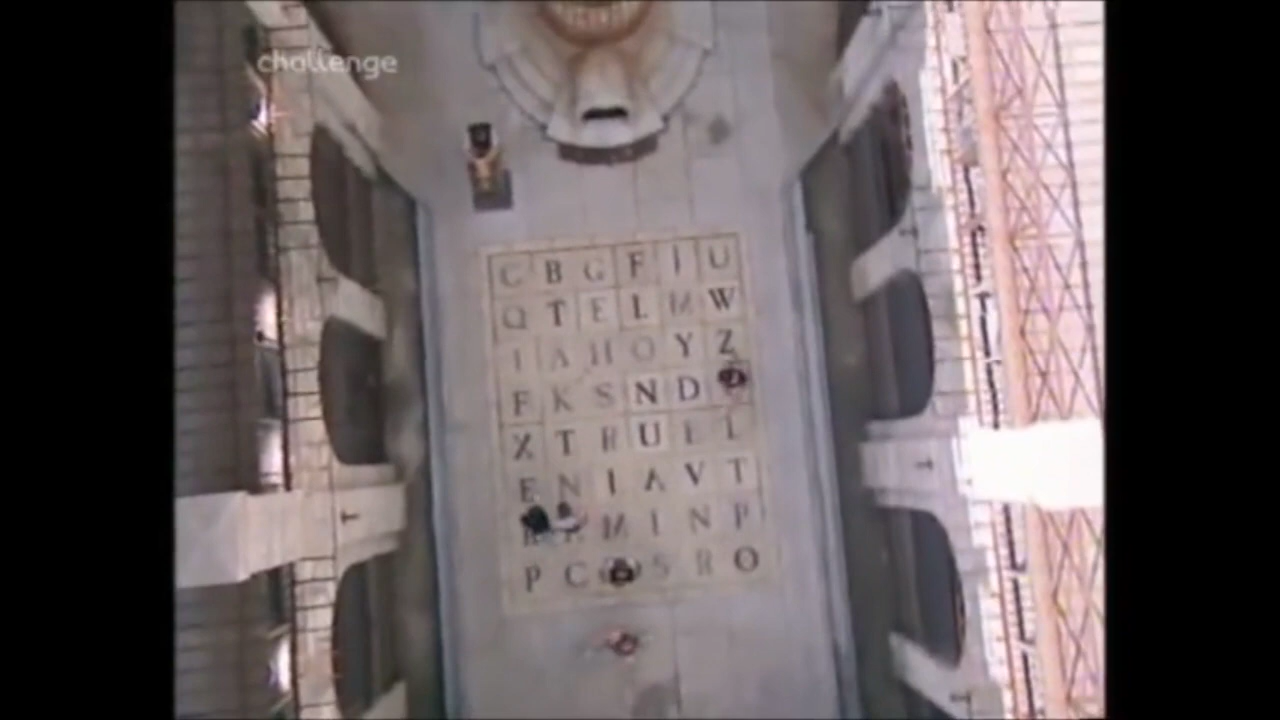 challenge
C B G F I U
Q T E L M W
I A H O Y Z
F K S N D
X T R U E L
E N I A V T
M I N P
P C S R O